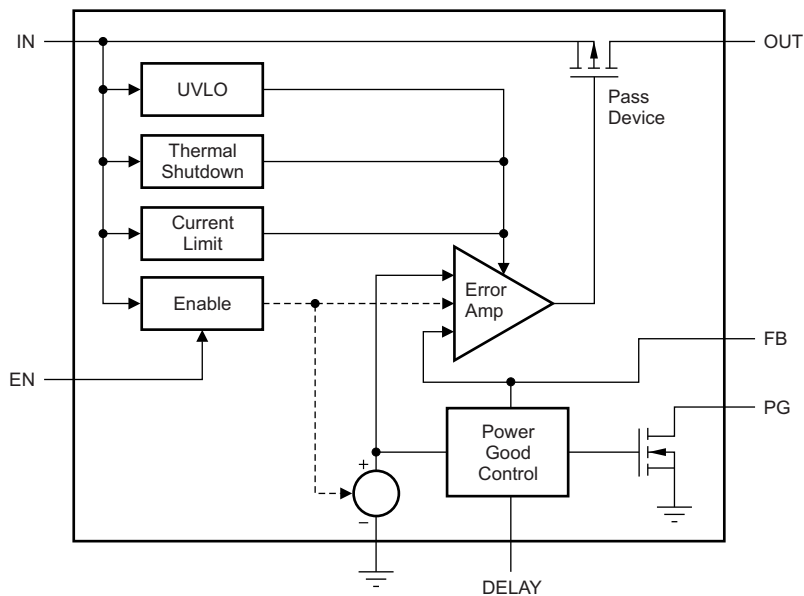 IN
OUT
UVLO
Pass
Device
Thermal
Shutdown
Current
Limit
Error
Amp
Enable
FB
EN
PG
Power
Good
Control
+
−
DELAY